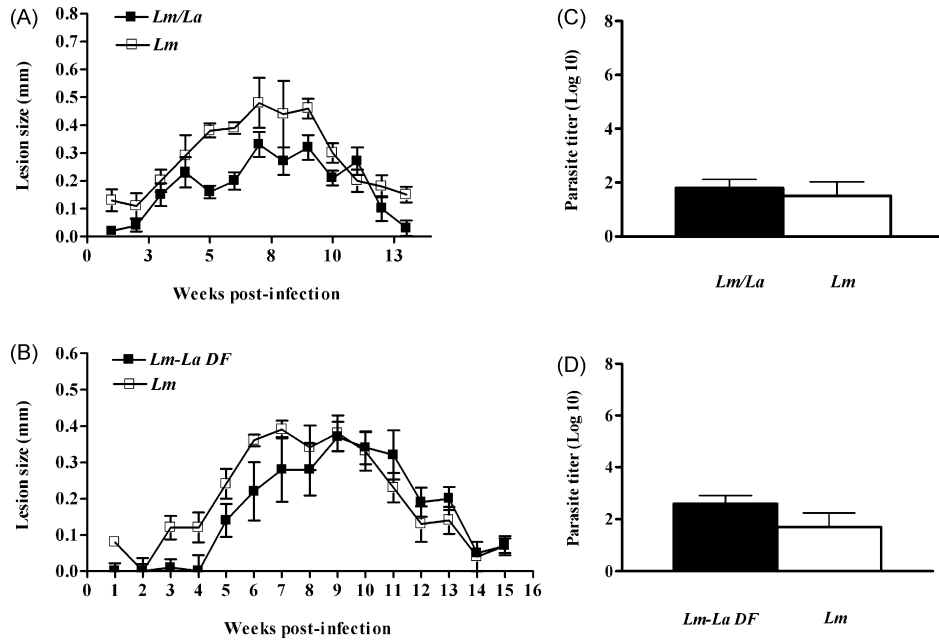 (A)
Lm/La
Lm
0.8
0.7
0.6
0.5
0.4
0.3
0.2
0.1
0.0
Lesion size (mm)
0 3 5 8 10 13
Weeks post-infection
(C)
8
6
4
2
0
Parasite titer (Log 10)
Lm/La Lm
(B)
Lm-La DF
Lm
0.6
0.5
0.4
0.3
0.2
0.1
0.0
Lesion size (mm)
0 1 2 3 4 5 6 7 8 9 10 11 12 13 14 15 16
Weeks post-infection
(D)
8
6
4
2
0
Parasite titer (Log 10)
Lm-La DF Lm